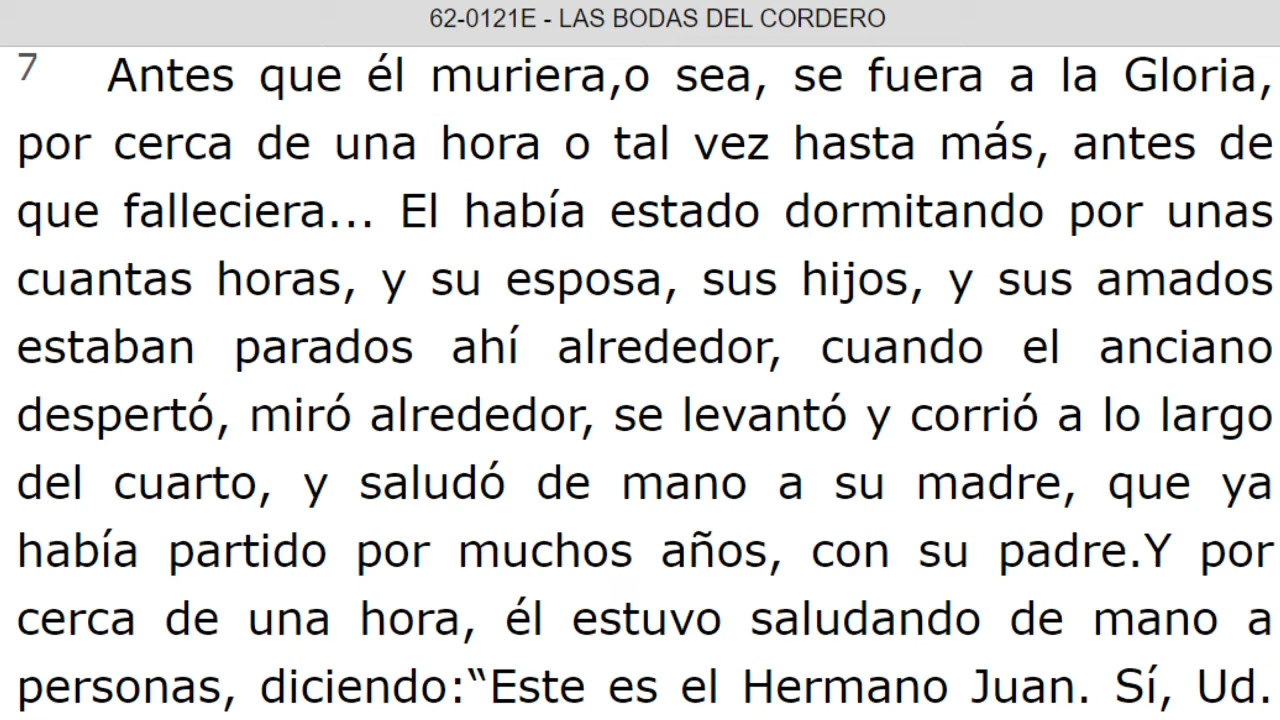 62-0121E - LAS BODAS DEL CORDERO
7 Antes que él muriera,o sea, se fuera a la Gloria,
por cerca de una hora o tal vez hasta más, antes de
que falleciera... El había estado dormitando por unas
cuantas horas, y su esposa, sus hijos, y sus amados
estaban parados ahí alrededor, cuando el anciano
despertó, miró alrededor, se levantó y corrió a lo largo
del cuarto, y saludó de mano a su madre, que ya
había partido por muchos años, con su padre.Y por
cerca de una hora, él estuvo saludando de mano a
personas, diciendo:“Este es el Hermano Juan. Sí, Ud.